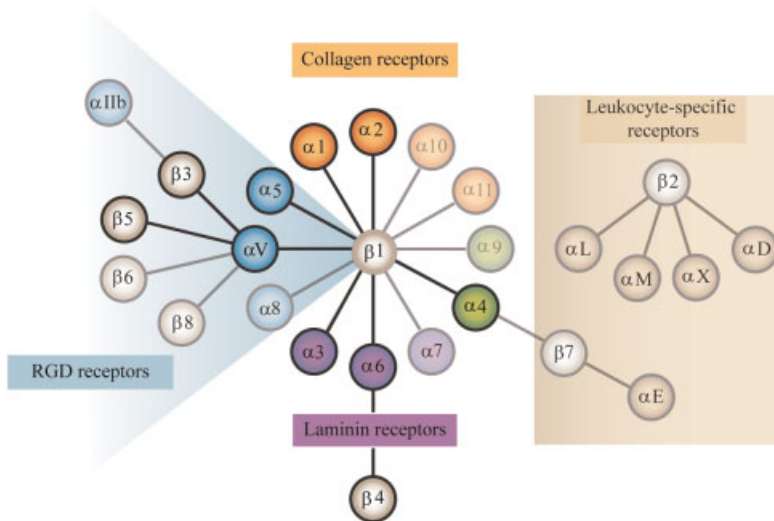 Collagen receptors
Leukocyte-specific
receptors
αIIb
α1
α2
α10
β3
α5
α11
β2
β5
αV
β1
α9
αL
αM
αX
αD
β6
β8
α8
α4
α3
α6
α7
β7
αE
RGD receptors
Laminin receptors
β4